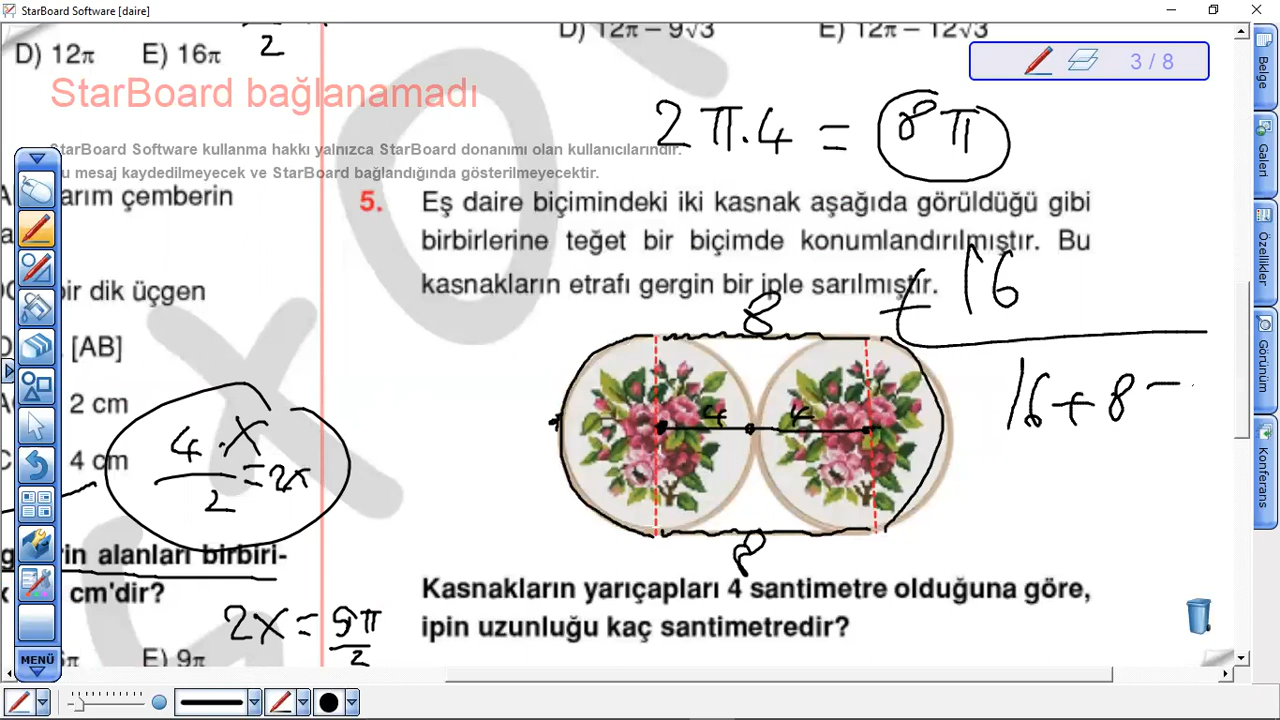 StarBoard Software [daire]
2
D) 12π E) 16π
D) 12π – 9√3 E) 12π – 12√3
3 / 8
StarBoard bağlanamadı
2π.4 = 8π
StarBoard Software kullanma hakkı yalnızca StarBoard donanımı olan kullanıcılarındır.
u mesaj kaydedilmeyecek ve StarBoard bağlandığında gösterilmeyecektir.
arım çemberin
bir dik üçgen
[AB]
2 cm
4 cm
4.x
2
=2x
rin alanları birbiri-
cm'dir?
2x = 9π
2
E) 9π
5. Eş daire biçimindeki iki kasnak aşağıda görüldüğü gibi
birbirlerine teğet bir biçimde konumlandırılmıştır. Bu
kasnakların etrafı gergin bir iple sarılmıştır.
+ 16
16+8
8
4 4
8
Kasnakların yarıçapları 4 santimetre olduğuna göre,
ipin uzunluğu kaç santimetredir?
MENÜ
Belge
Galeri
Özellikler
Görünüm
Konferans